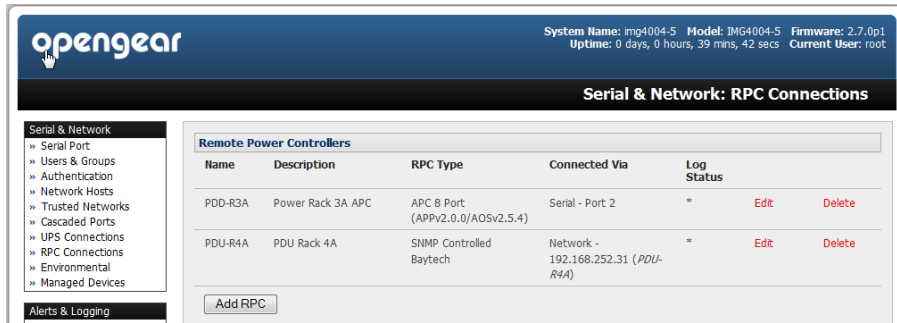 opengear
System Name: img4004-5 Model: IMG4004-5 Firmware: 2.7.0p1
Uptime: 0 days, 0 hours, 39 mins, 42 secs Current User: root
Serial & Network: RPC Connections
Serial & Network
» Serial Port
» Users & Groups
» Authentication
» Network Hosts
» Trusted Networks
» Cascaded Ports
» UPS Connections
» RPC Connections
» Environmental
» Managed Devices
Alerts & Logging
Remote Power Controllers
Name Description RPC Type Connected Via Log
Status
PDD-R3A Power Rack 3A APC APC 8 Port Serial - Port 2 * Edit Delete
(APPv2.0.0/AOSv2.5.4)
PDU-R4A PDU Rack 4A SNMP Controlled Network - * Edit Delete
Baytech 192.168.252.31 (PDU-
R4A)
Add RPC